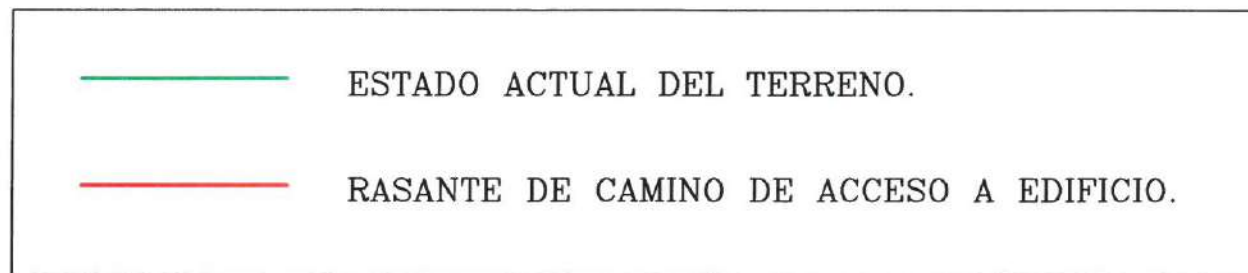 ESTADO ACTUAL DEL TERRENO.
RASANTE DE CAMINO DE ACCESO A EDIFICIO.